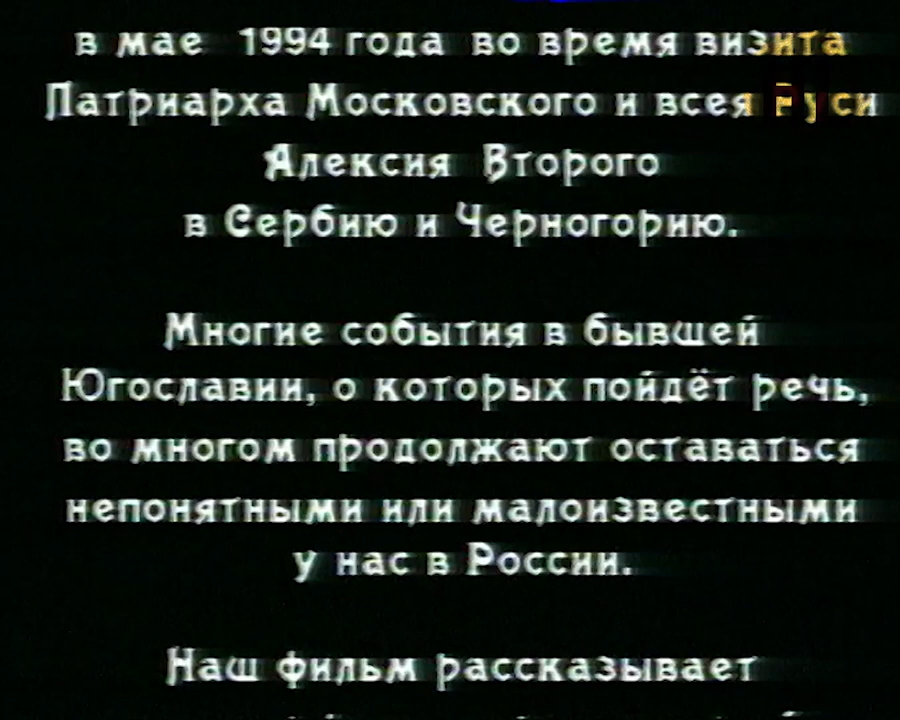 в мае 1994 года во время визита
Патриарха Московского и всея Руси
Алексия Второго
в Сербию и Черногорию.
Многие события в бывшей
Югославии, о которых пойдёт речь,
во многом продолжают оставаться
непонятными или малоизвестными
у нас в России.
Наш фильм рассказывает